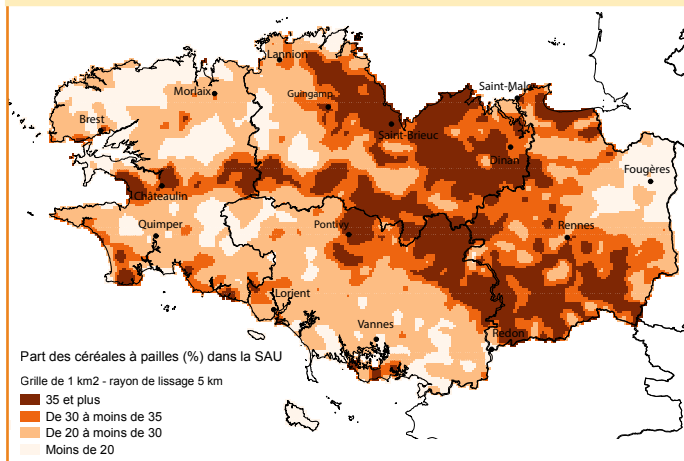 Lannion
Saint-Malo
Morlaix
Guingamp
Brest
Saint-Brieuc
Dinan
Fougères
Châteaulin
Quimper
Pontivy
Rennes
Lorient
Vannes
Redon
Part des céréales à pailles (%) dans la SAU
Grille de 1 km2 - rayon de lissage 5 km
35 et plus
De 30 à moins de 35
De 20 à moins de 30
Moins de 20